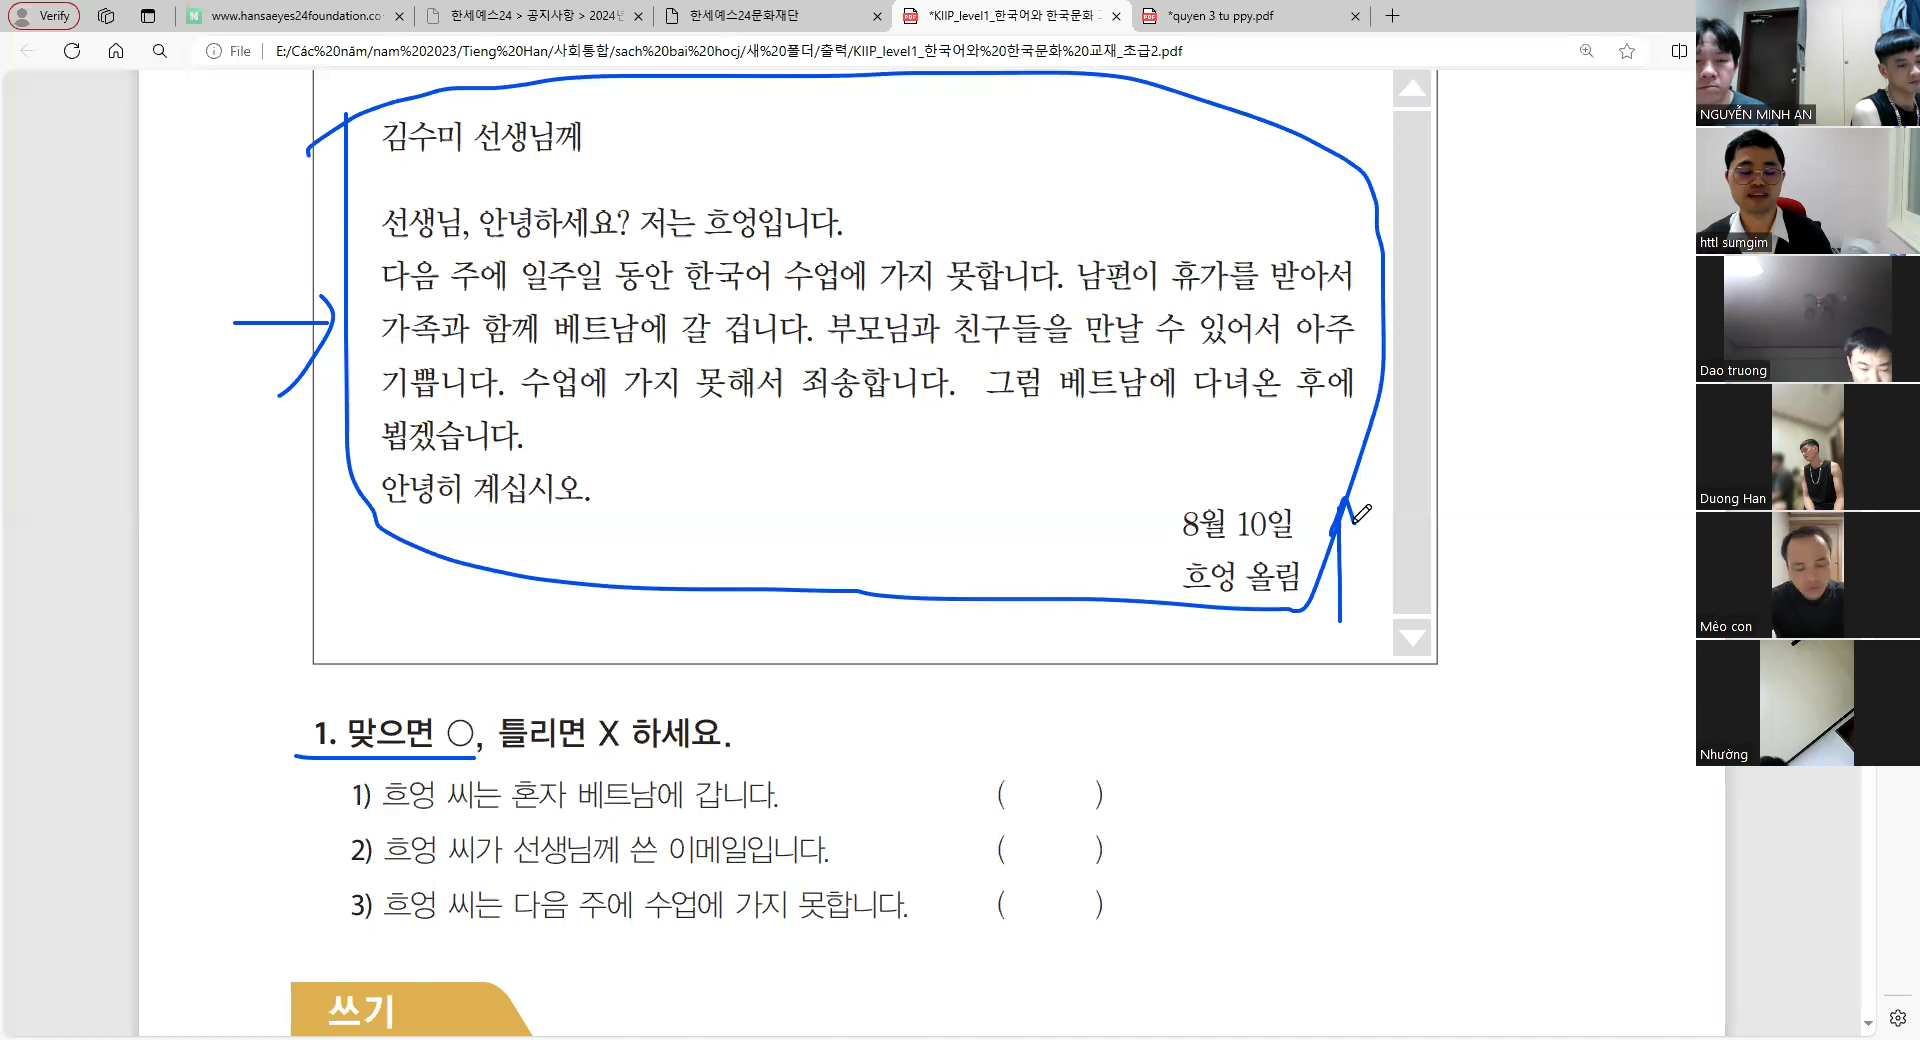 Verify
www.hansaeyes24foundation.co
한세예스24 > 공지사항 > 2024년
한세예스24문화재단
*KIIP_level1_한국어와 한국문화
*quyen 3 tu ppy.pdf
File
E:/Các%20năm/nam%202023/Tieng%20Han/사회통합/sach%20bai%20hocj/새%20폴더/출력/KIIP_level1_한국어와%20한국문화%20교재_초급2.pdf
김수미 선생님께
선생님, 안녕하세요? 저는 흐엉입니다.
다음 주에 일주일 동안 한국어 수업에 가지 못합니다. 남편이 휴가를 받아서
가족과 함께 베트남에 갈 겁니다. 부모님과 친구들을 만날 수 있어서 아주
기쁩니다. 수업에 가지 못해서 죄송합니다. 그럼 베트남에 다녀온 후에
뵙겠습니다.
안녕히 계십시오.
8월 10일
흐엉 올림
1. 맞으면 ○, 틀리면 X 하세요.
1) 흐엉 씨는 혼자 베트남에 갑니다. ( )
2) 흐엉 씨가 선생님께 쓴 이메일입니다. ( )
3) 흐엉 씨는 다음 주에 수업에 가지 못합니다. ( )
쓰기
NGUYỄN MINH AN
httl sumgim
Dao truong
Duong Han
Mèo con
Nhường